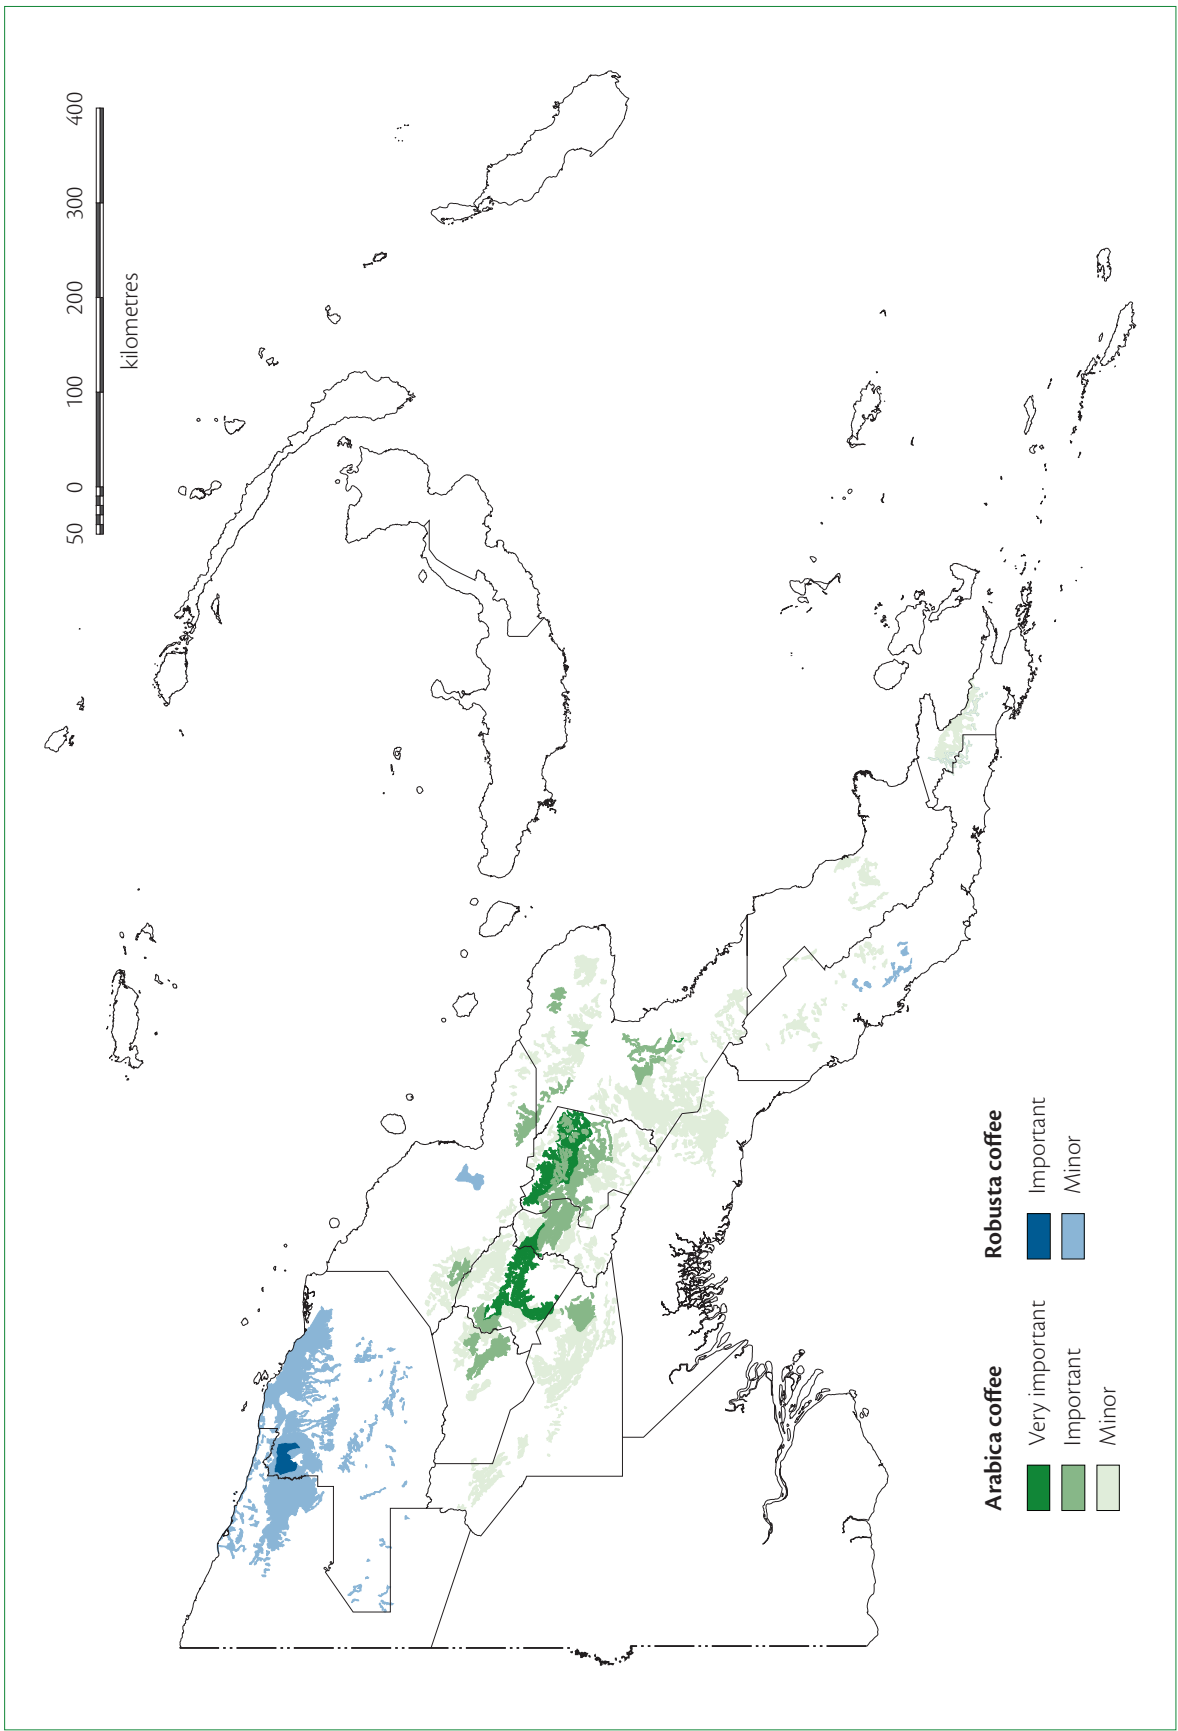 50 0 100 200 300 400
kilometres
Arabica coffee
Very important
Important
Minor
Robusta coffee
Important
Minor